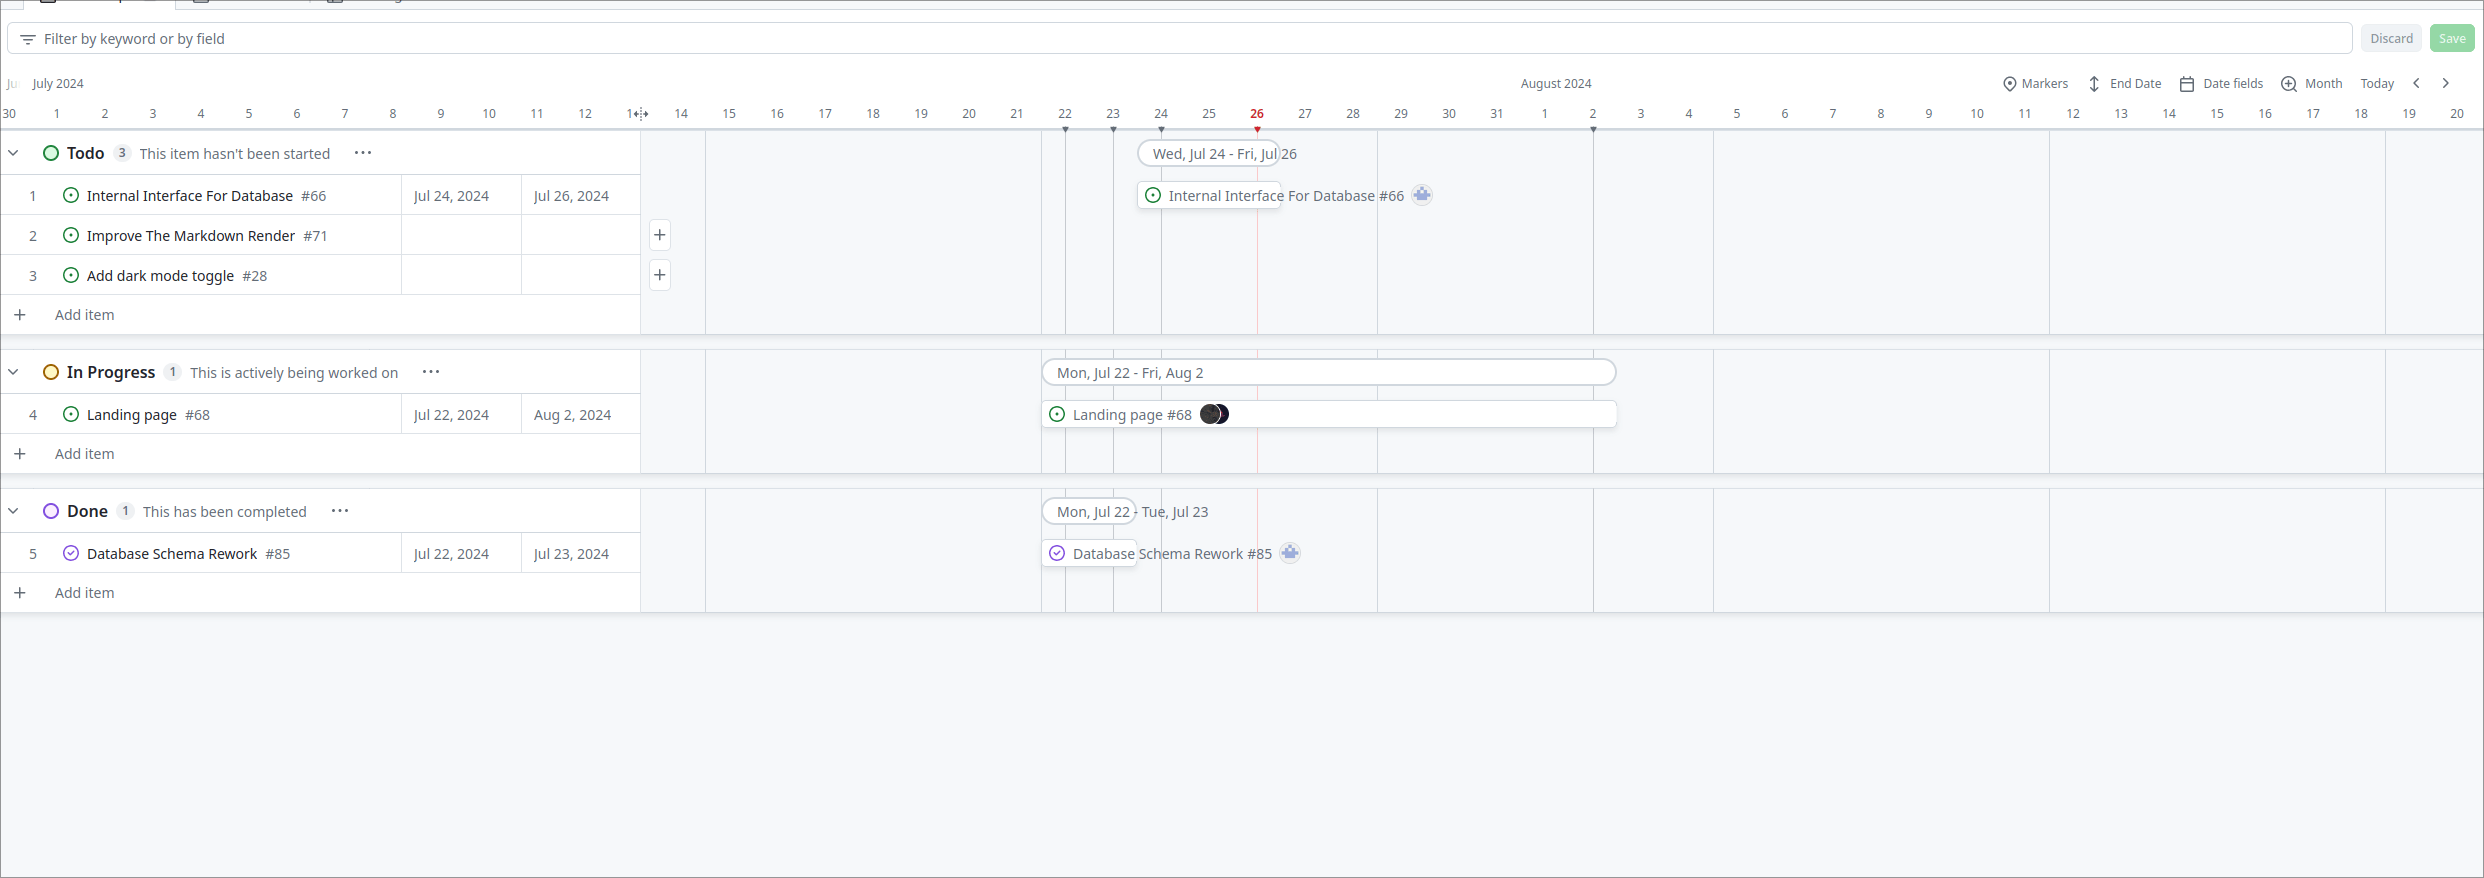 Filter by keyword or by field
Discard
Save
July 2024
August 2024
Markers
End Date
Date fields
Month
Today
30 1 2 3 4 5 6 7 8 9 10 11 12 14 15 16 17 18 19 20 21 22 23 24 25 26 27 28 29 30 31 1 2 3 4 5 6 7 8 9 10 11 12 13 14 15 16 17 18 19 20
Todo 3 This item hasn't been started ...
Wed, Jul 24 - Fri, Jul 26
1 Internal Interface For Database #66 Jul 24, 2024 Jul 26, 2024
Internal Interface For Database #66
2 Improve The Markdown Render #71
+
3 Add dark mode toggle #28
+
+ Add item
In Progress 1 This is actively being worked on ...
Mon, Jul 22 - Fri, Aug 2
4 Landing page #68 Jul 22, 2024 Aug 2, 2024
Landing page #68
+ Add item
Done 1 This has been completed ...
Mon, Jul 22 - Tue, Jul 23
5 Database Schema Rework #85 Jul 22, 2024 Jul 23, 2024
Database Schema Rework #85
+ Add item